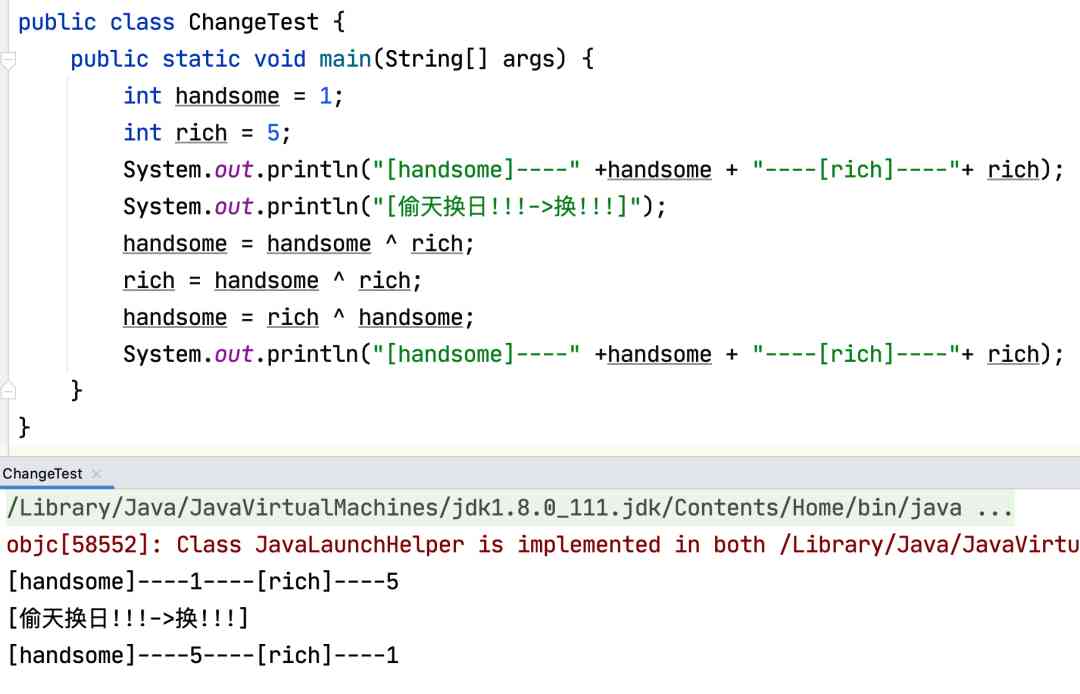 public class ChangeTest {
public static void main(String[] args) {
int handsome = 1;
int rich = 5;
System.out.println("[handsome]----" +handsome + "----[rich]----"+ rich);
System.out.println("[偷天换日!!!->换!!!]");
handsome = handsome ^ rich;
rich = handsome ^ rich;
handsome = rich ^ handsome;
System.out.println("[handsome]----" +handsome + "----[rich]----"+ rich);
}
}
ChangeTest ×
/Library/Java/JavaVirtualMachines/jdk1.8.0_111.jdk/Contents/Home/bin/java ...
objc[58552]: Class JavaLaunchHelper is implemented in both /Library/Java/JavaVirtu
[handsome]----1----[rich]----5
[偷天换日!!!->换!!!]
[handsome]----5----[rich]----1